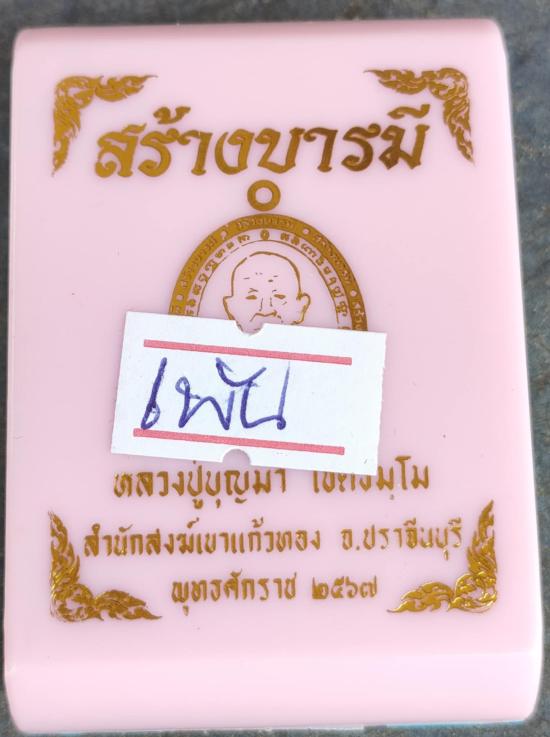 สร้างบารมี
เพ้น
หลวงปู่บุญมา
สำนักสงฆ์เขาแก้วทอง จ.ปราจีนบุรี
พุทธศักราช ๒๕๖๗